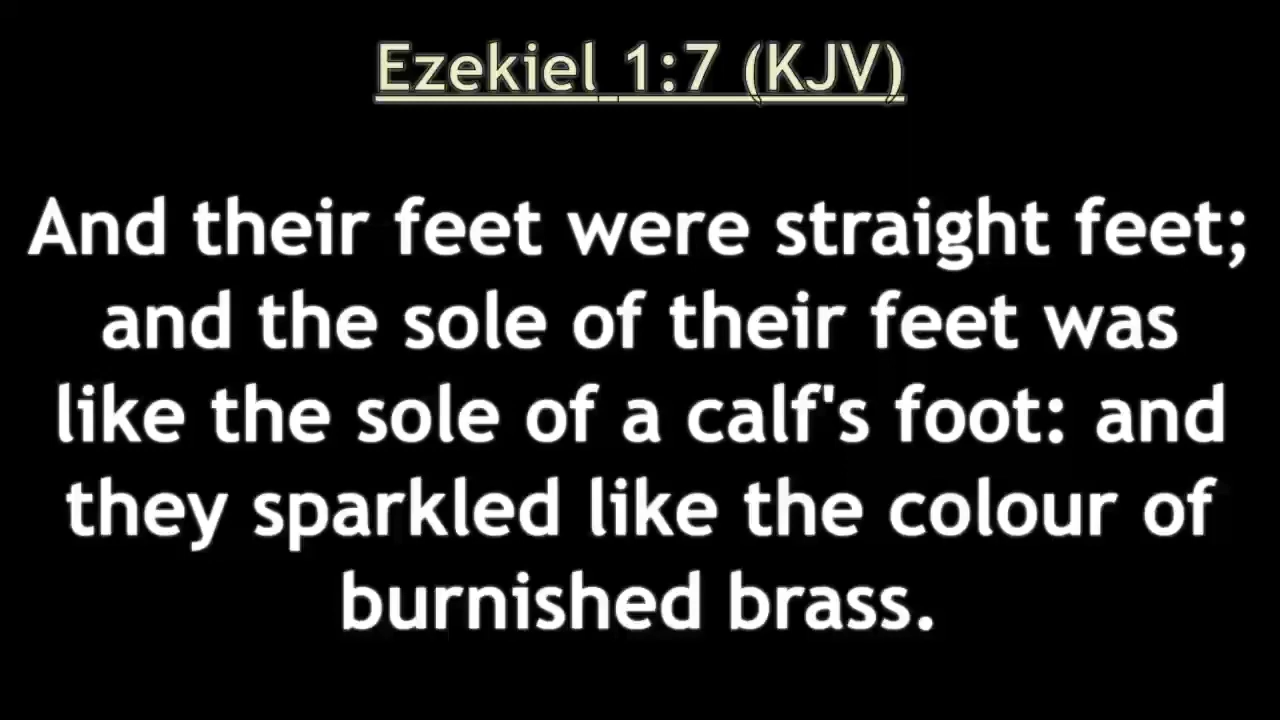 Ezekiel 1:7 (KJV)
And their feet were straight feet;
and the sole of their feet was
like the sole of a calf's foot: and
they sparkled like the colour of
burnished brass.